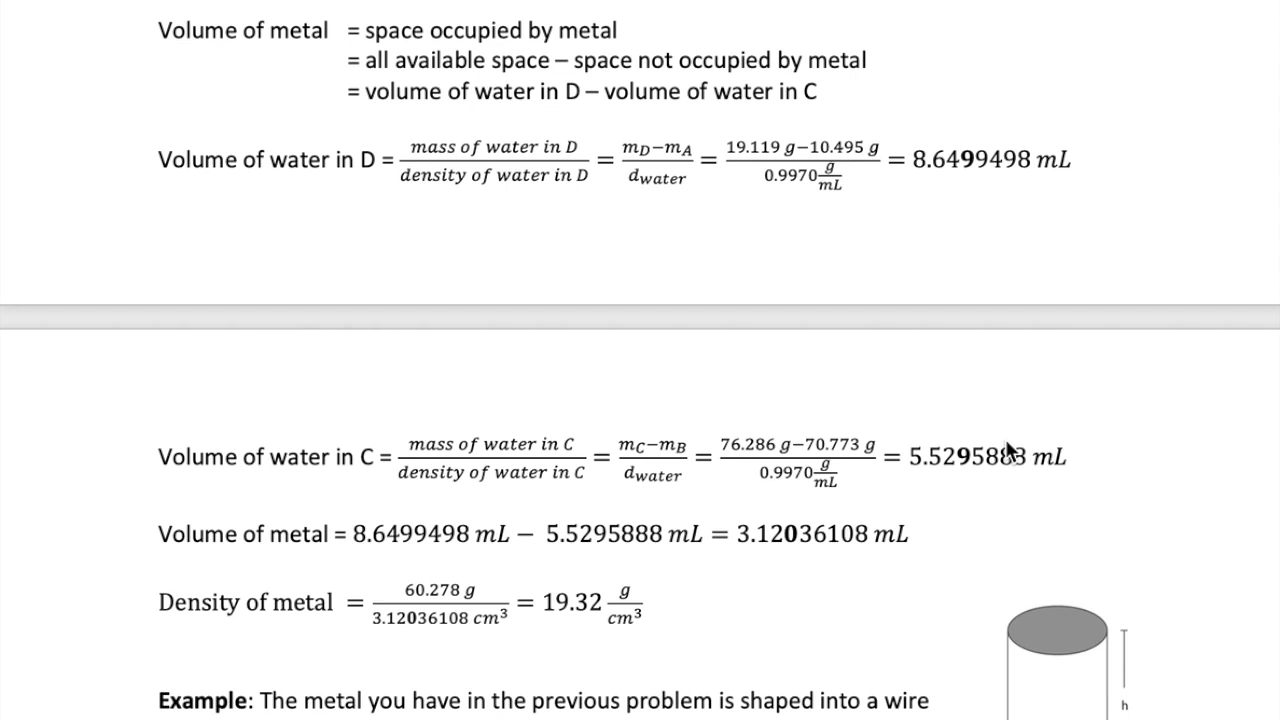 Volume of metal = space occupied by metal
= all available space – space not occupied by metal
= volume of water in D – volume of water in C
Volume of water in D = mass of water in D / density of water in D = m_D−m_A / d_water = 19.119 g−10.495 g / 0.9970 g/mL = 8.6499498 mL
Volume of water in C = mass of water in C / density of water in C = m_C−m_B / d_water = 76.286 g−70.773 g / 0.9970 g/mL = 5.5295883 mL
Volume of metal = 8.6499498 mL − 5.5295888 mL = 3.12036108 mL
Density of metal = 60.278 g / 3.12036108 cm³ = 19.32 g/cm³
Example: The metal you have in the previous problem is shaped into a wire
h